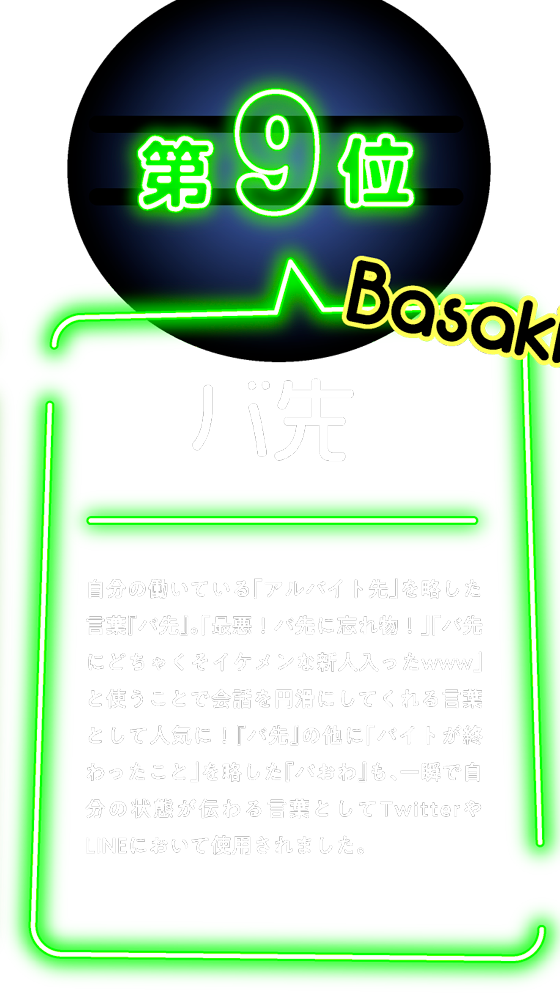 第9位
Basaki
バ先
自分の働いている『アルバイト先』を略した
言葉『バ先』。『最悪！バ先に忘れ物！』『バ先
にどちゃくそイケメンな新人入ったwww』
と使うことで会話を円滑にしてくれる言葉
として人気に！『バ先』の他に『バイトが終
わったこと』を略した『バおわ』も、一瞬で自
分の状態が伝わる言葉としてTwitterや
LINEにおいて使用されました。